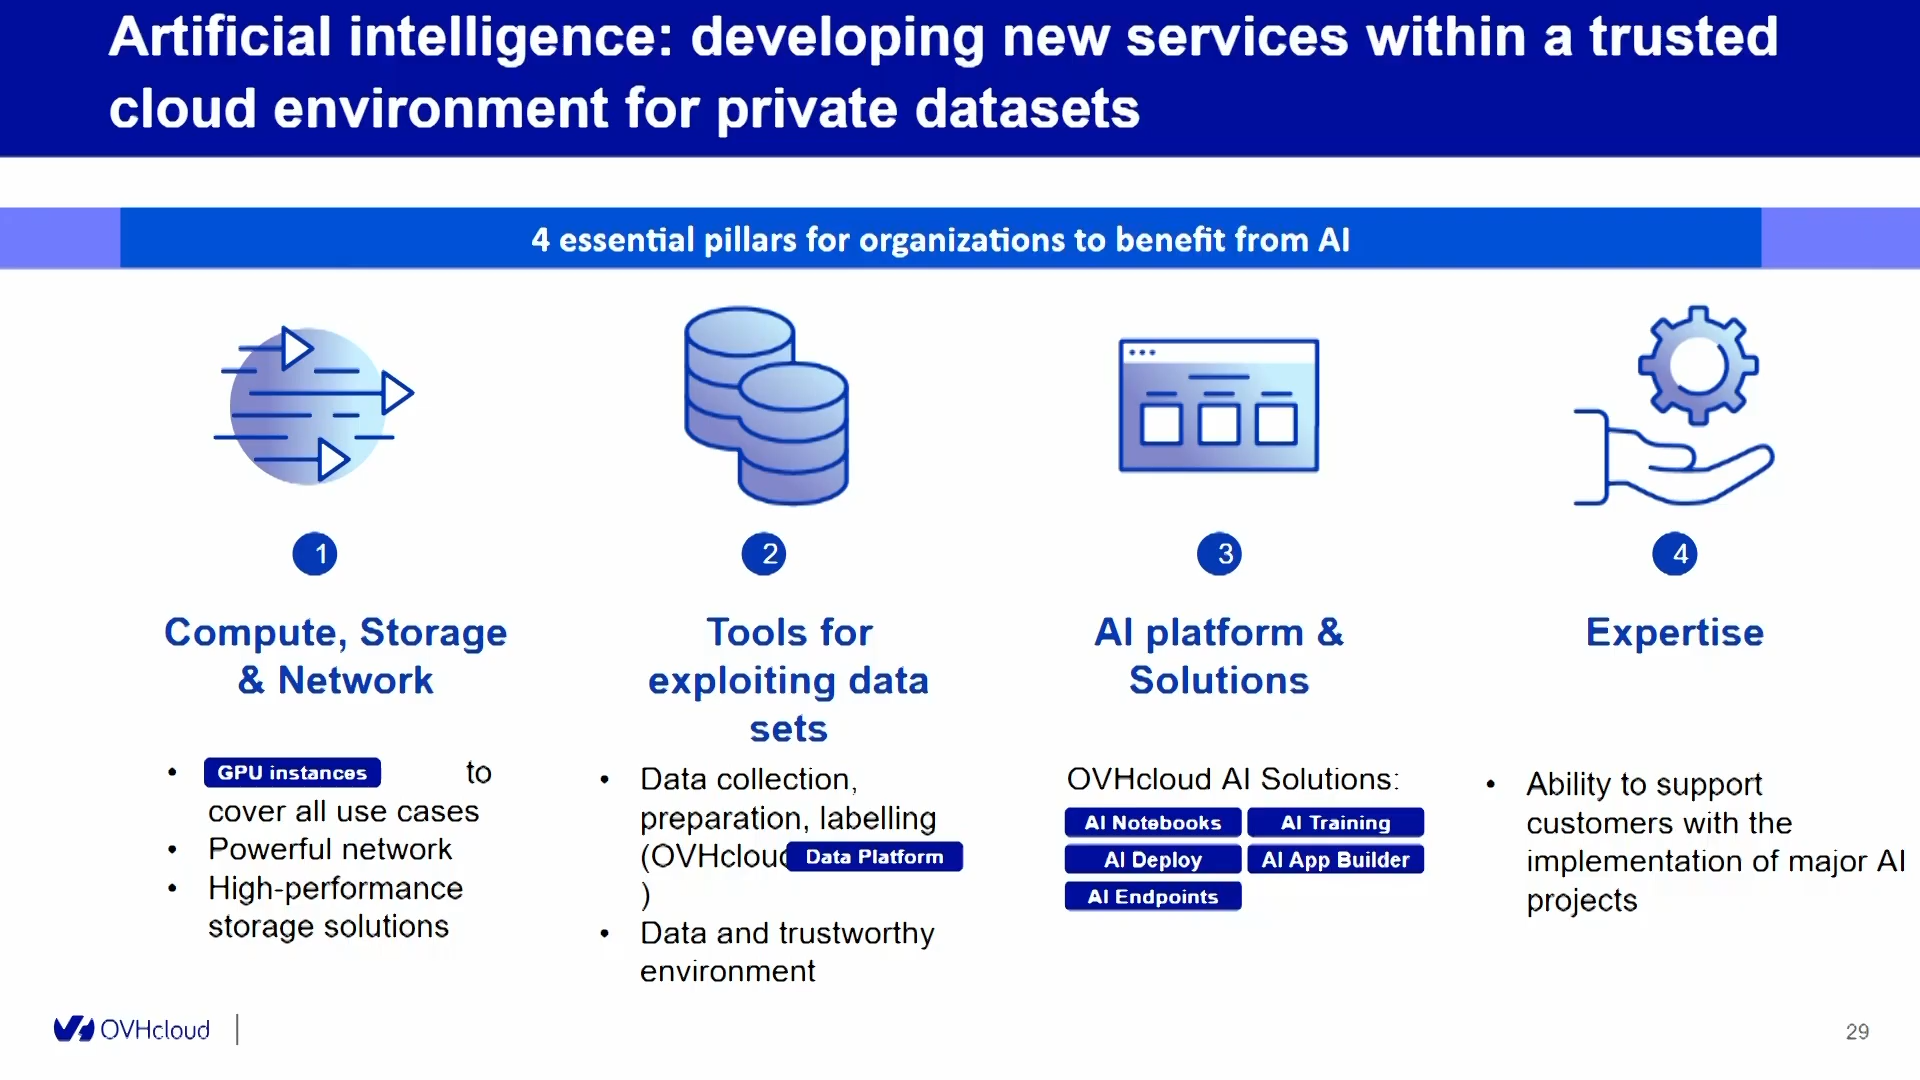 Artificial intelligence: developing new services within a trusted
cloud environment for private datasets
4 essential pillars for organizations to benefit from AI
1
Compute, Storage
& Network
• GPU instances to
cover all use cases
• Powerful network
• High-performance
storage solutions
2
Tools for
exploiting data
sets
• Data collection,
preparation, labelling
(OVHcloud Data Platform
)
• Data and trustworthy
environment
3
AI platform &
Solutions
OVHcloud AI Solutions:
AI Notebooks AI Training
AI Deploy AI App Builder
AI Endpoints
4
Expertise
• Ability to support
customers with the
implementation of major AI
projects
OVHcloud
29